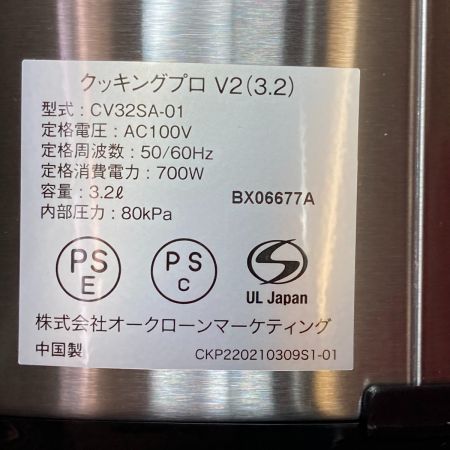 クッキングプロ V2(3.2)
型式:CV32SA-01
定格電圧:AC100V
定格周波数:50/60Hz
定格消費電力:700W
容量:3.2ℓ
内部圧力:80kPa
BX06677A
PS
E
PS
C
UL Japan
株式会社オークローンマーケティング
中国製
CKP220210309S1-01